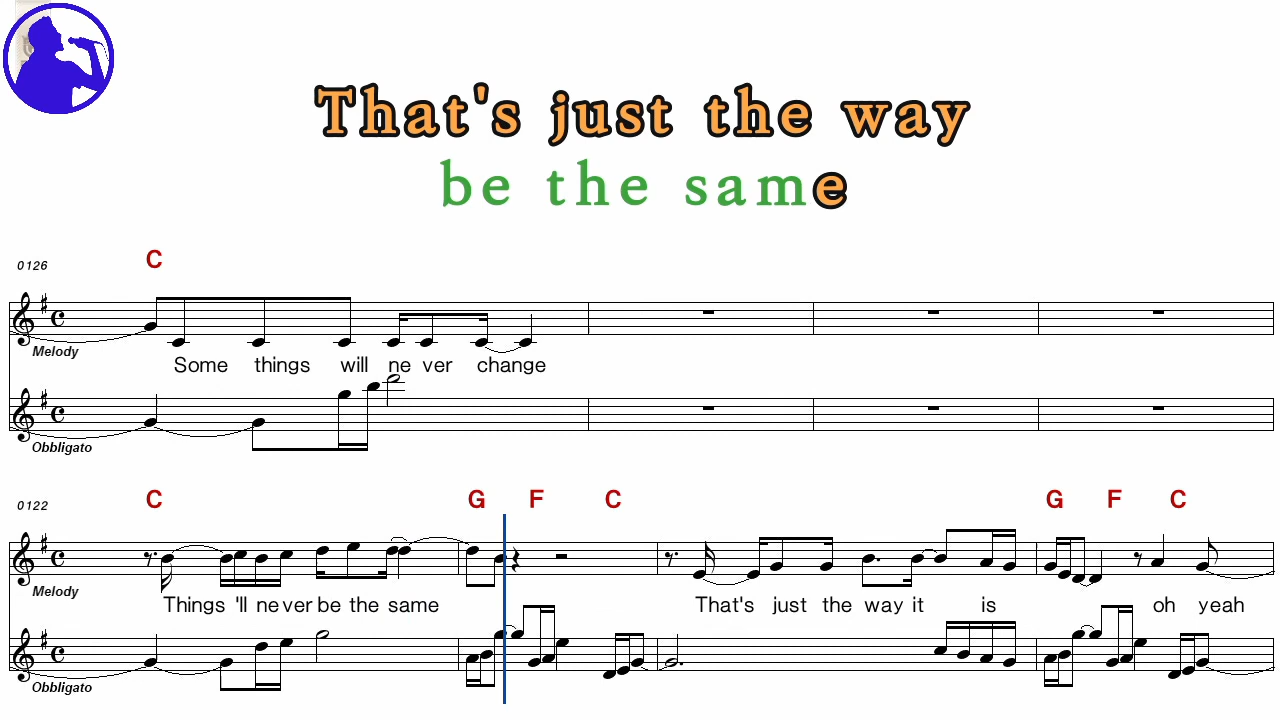 That's just the way
be the same
0126
C
Melody
Some things will ne ver change
Obbligato
0122
C G F C G F C
Melody
Things 'll ne ver be the same That's just the way it is oh yeah
Obbligato